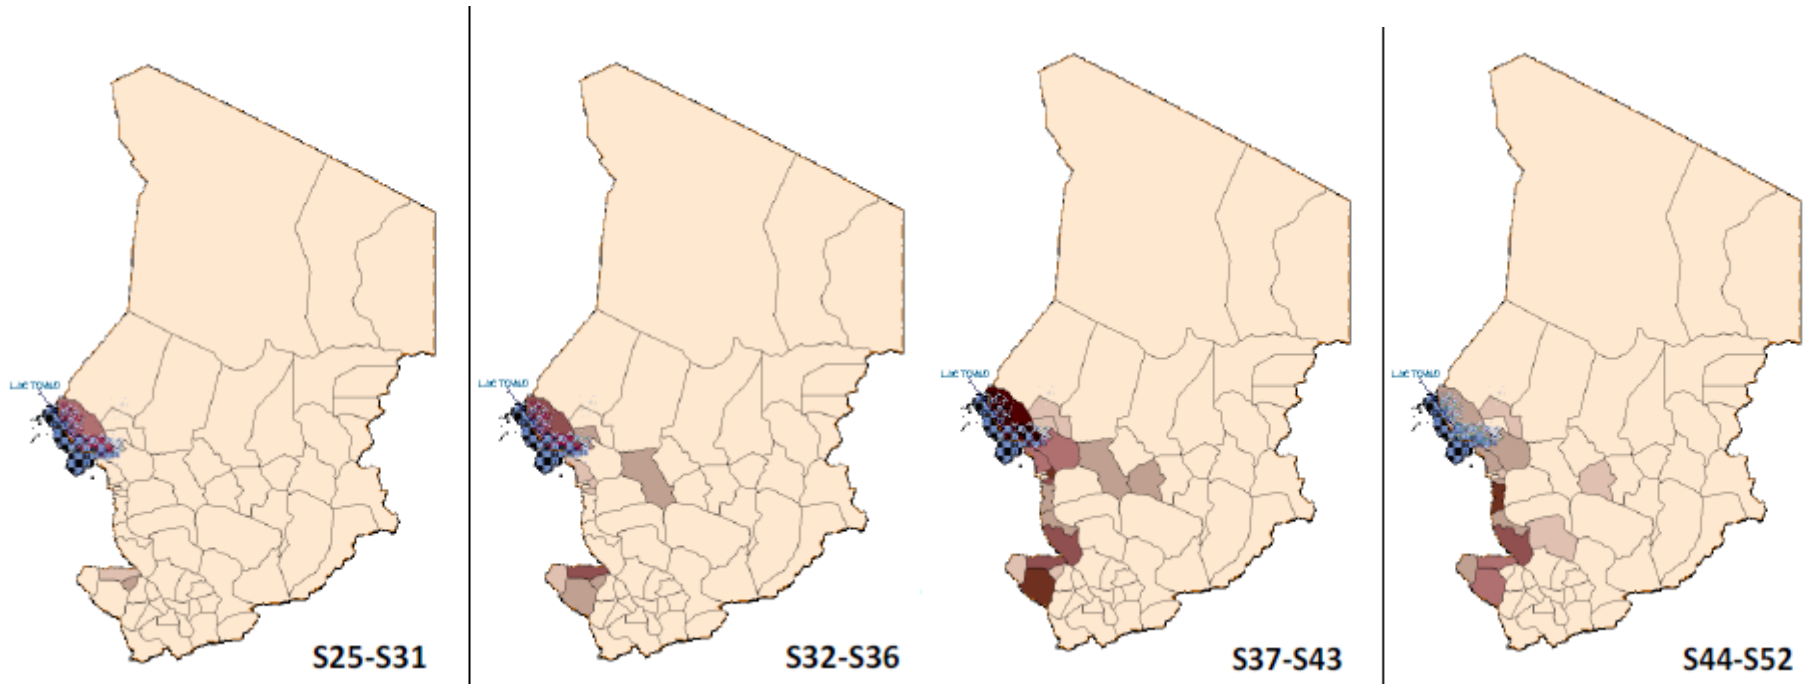 Lac TCHAD
Lac TCHAD
Lac TCHAD
Lac TCHAD
S25-S31
S32-S36
S37-S43
S44-S52